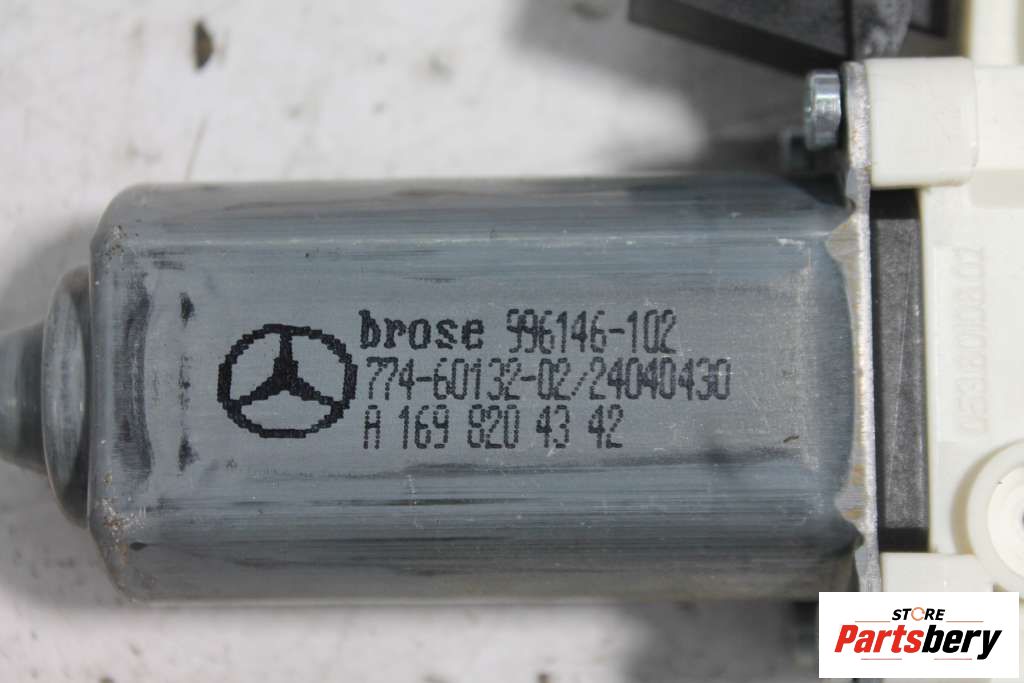 brose 996146-102
774-60132-02/24040430
A 169 820 43 42
STORE
Partsbery